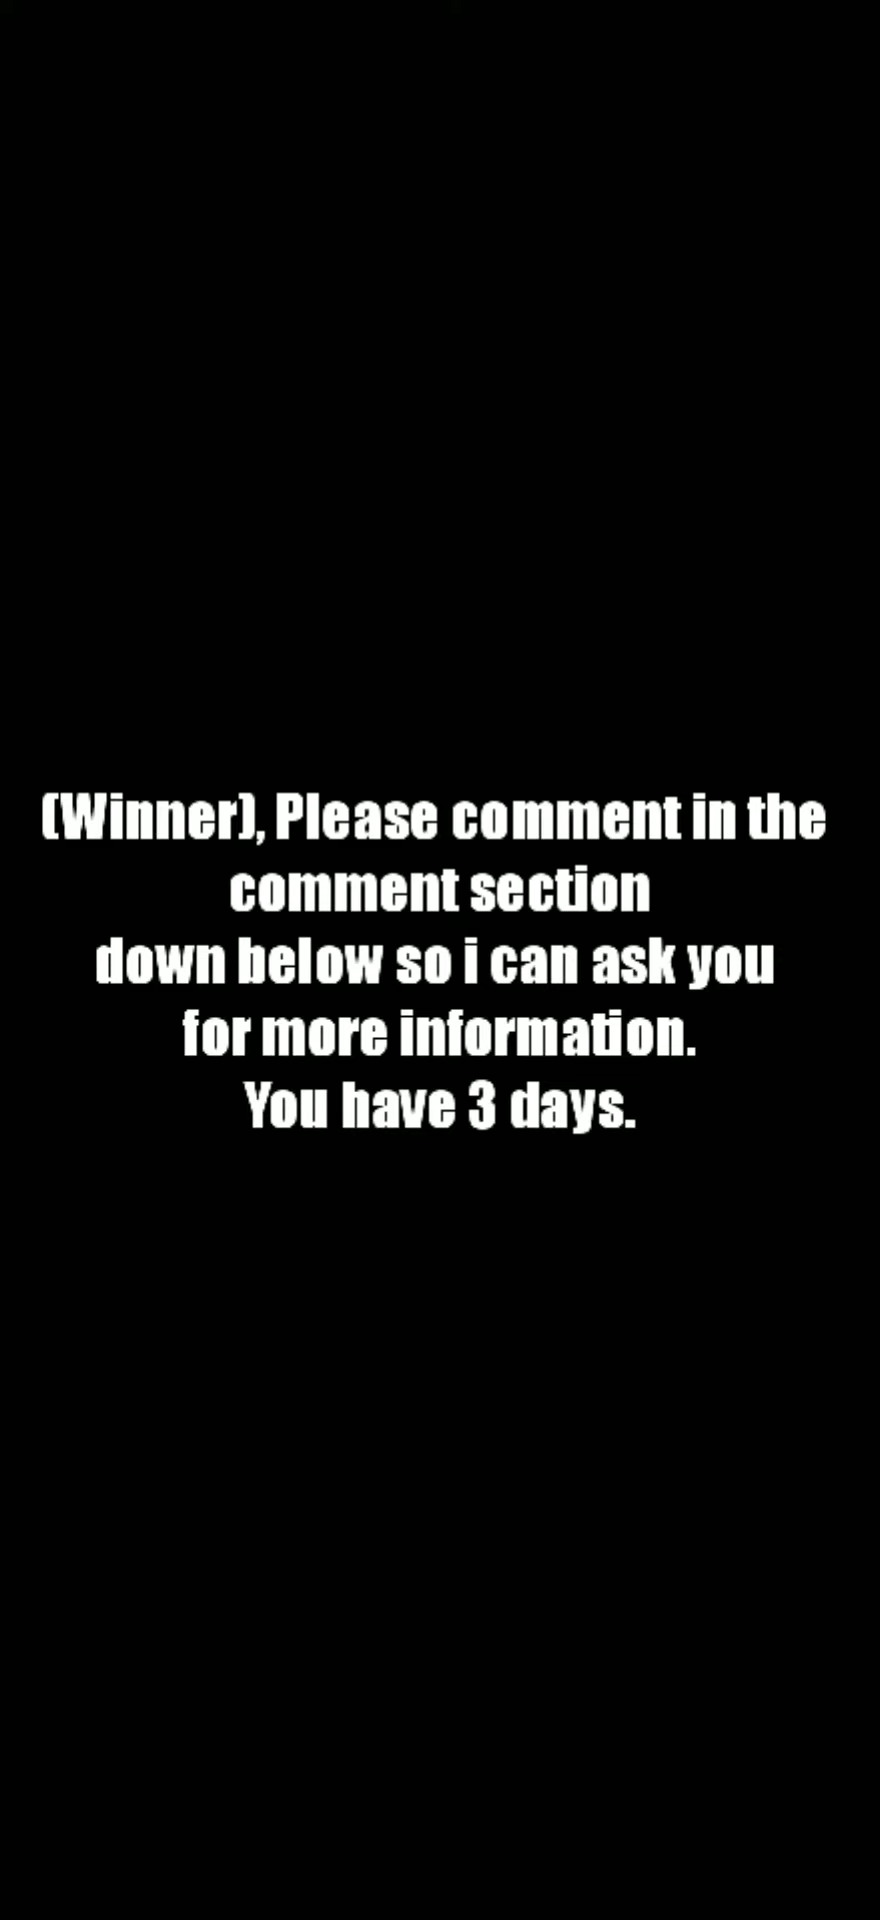 (Winner), Please comment in the
comment section
down below so i can ask you
for more information.
You have 3 days.